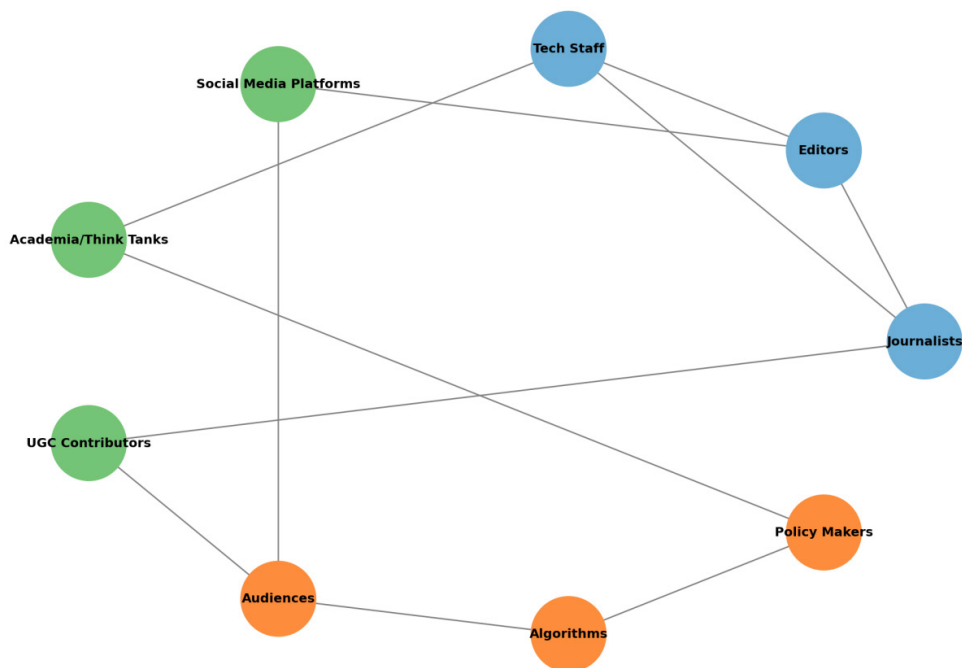 Tech Staff
Social Media Platforms
Editors
Academia/Think Tanks
Journalists
UGC Contributors
Policy Makers
Audiences
Algorithms